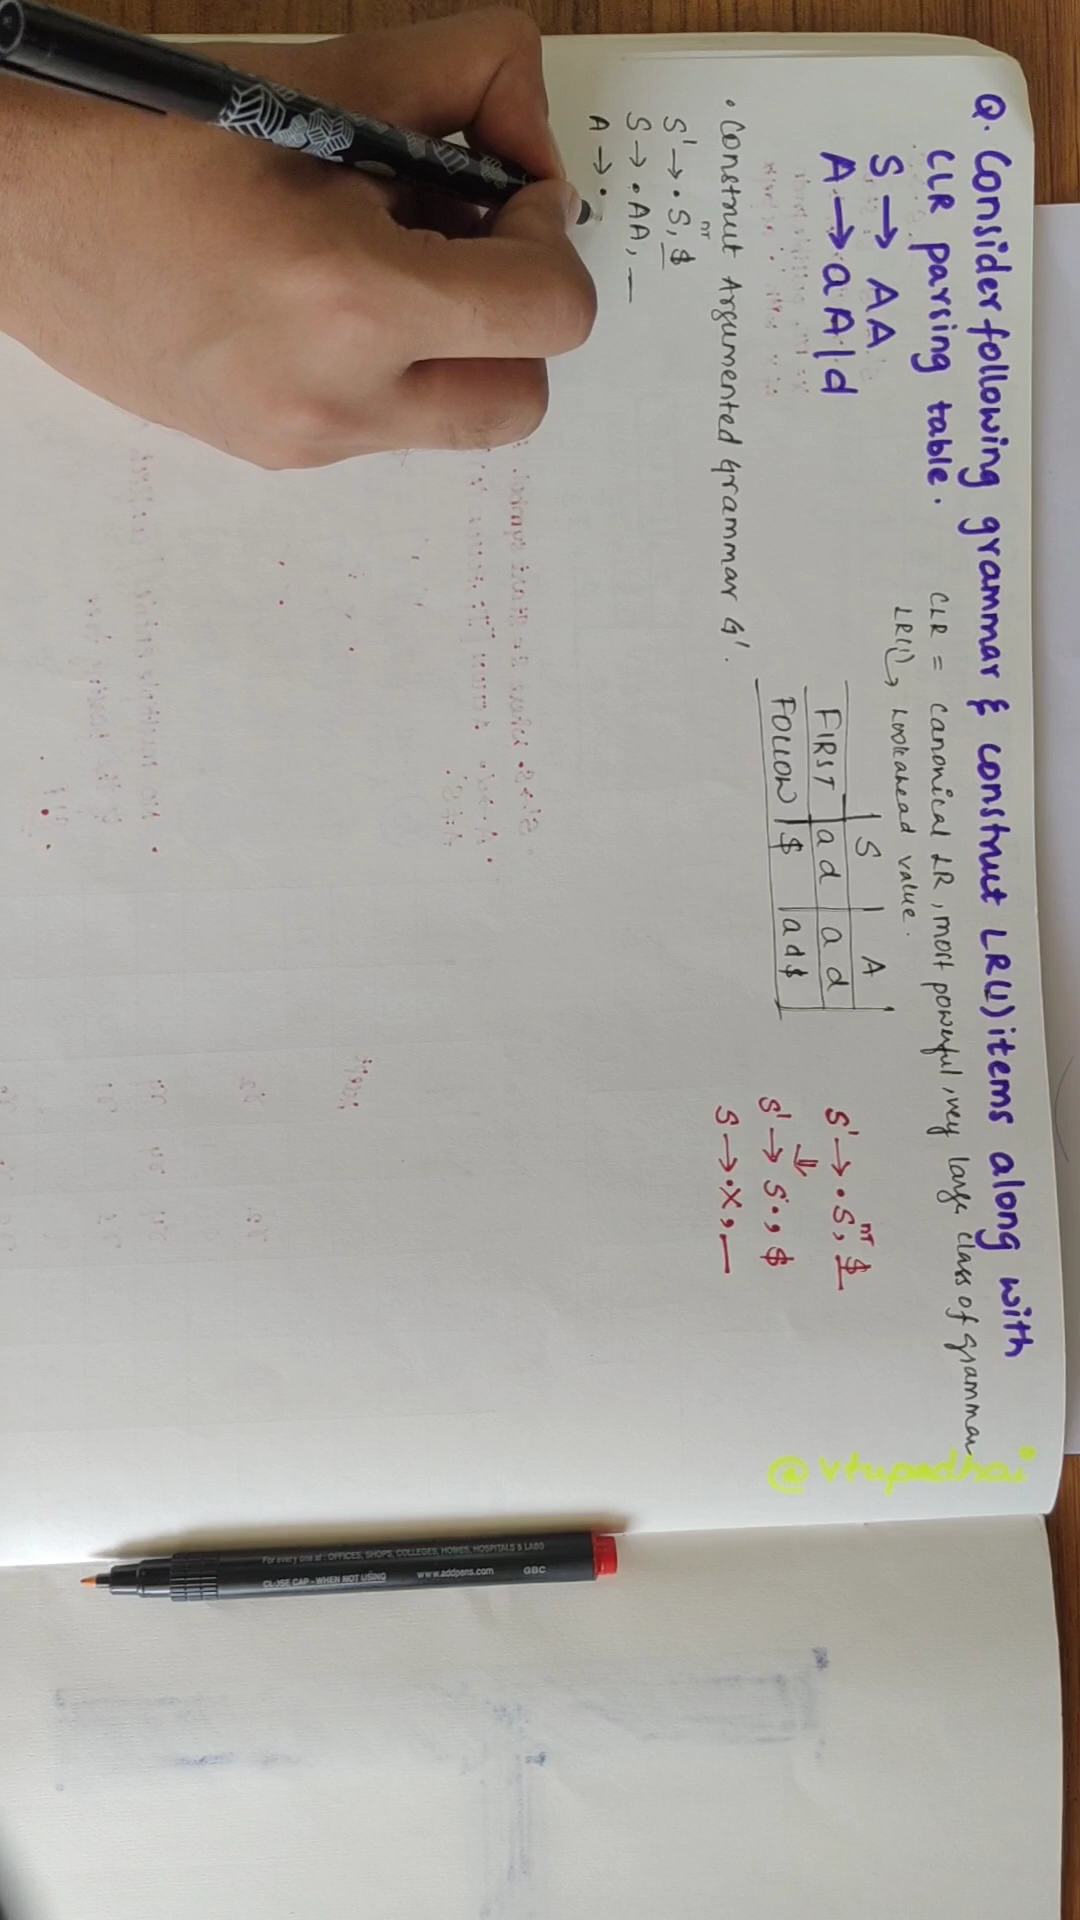 Q. Consider following grammar & construct LR(1) items along with
CLR parsing table.
S → AA
A → aA/d
CLR = canonical LR, most powerful, very large class of grammar
LR(1)→ Lookahead value.
S A
FIRST a d a d
FOLLOW $ a d $
S' → .S, $
nT
⇓
S' → S., $
S → .X, _
@vtupadhai
. Construct Argumented Grammar G'.
S' → .S, $
nT
S → .AA, _
A → .
For every one at : OFFICES, SHOPS, COLLEGES, HOMES, HOSPITALS & LABS
CLOSE CAP - WHEN NOT USING www.addpens.com GBC